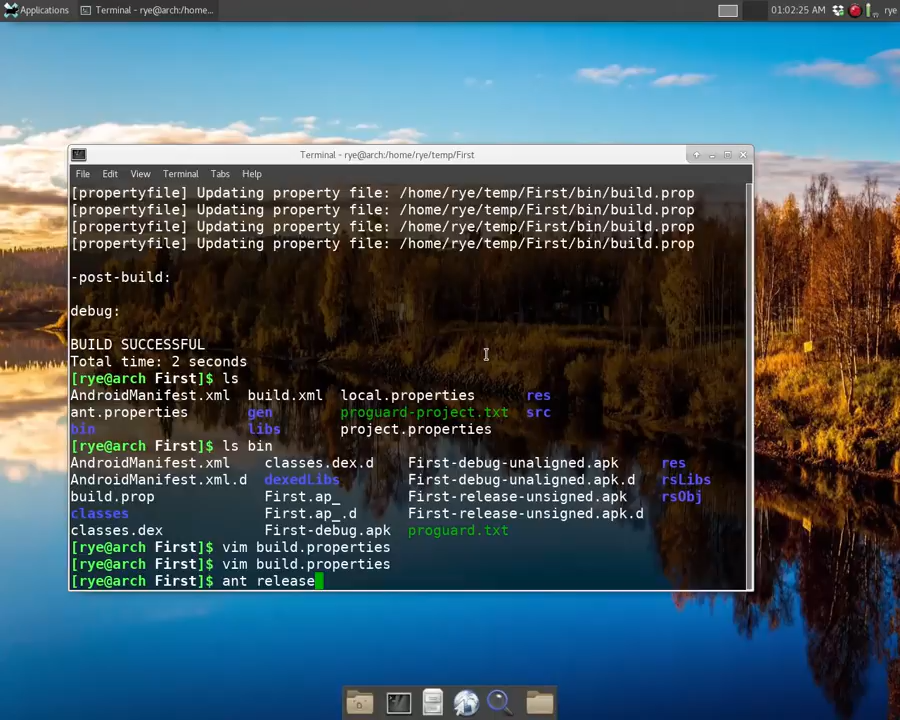 Applications Terminal - rye@arch:/home... 01:02:25 AM rye
Terminal - rye@arch:/home/rye/temp/First
File Edit View Terminal Tabs Help
[propertyfile] Updating property file: /home/rye/temp/First/bin/build.prop
[propertyfile] Updating property file: /home/rye/temp/First/bin/build.prop
[propertyfile] Updating property file: /home/rye/temp/First/bin/build.prop
[propertyfile] Updating property file: /home/rye/temp/First/bin/build.prop
-post-build:
debug:
BUILD SUCCESSFUL
Total time: 2 seconds
[rye@arch First]$ ls
AndroidManifest.xml build.xml local.properties res
ant.properties gen proguard-project.txt src
bin libs project.properties
[rye@arch First]$ ls bin
AndroidManifest.xml classes.dex.d First-debug-unaligned.apk res
AndroidManifest.xml.d dexedLibs First-debug-unaligned.apk.d rsLibs
build.prop First.ap_ First-release-unsigned.apk rsObj
classes First.ap_.d First-release-unsigned.apk.d
classes.dex First-debug.apk proguard.txt
[rye@arch First]$ vim build.properties
[rye@arch First]$ vim build.properties
[rye@arch First]$ ant release